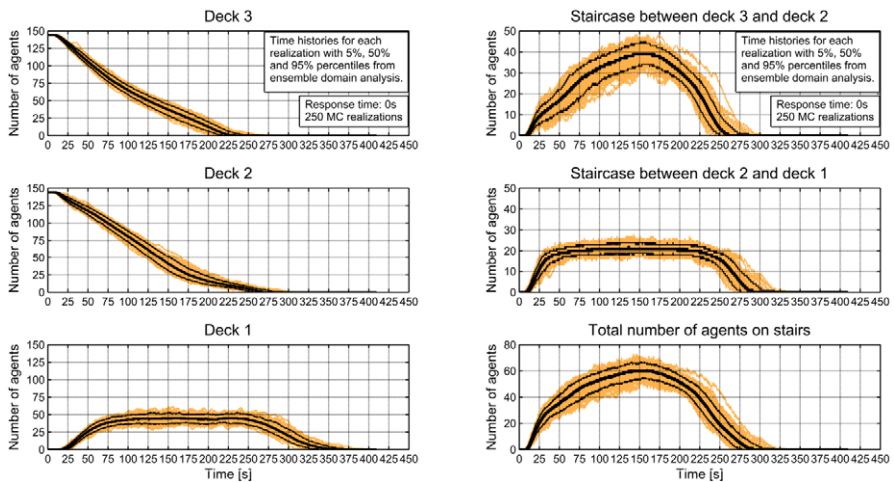 Deck 3
Number of agents
150
125
100
75
50
25
0
0 25 50 75 100 125 150 175 200 225 250 275 300 325 350 375 400 425 450
Time histories for each
realization with 5%, 50%
and 95% percentiles from
ensemble domain analysis.
Response time: 0s
250 MC realizations
Staircase between deck 3 and deck 2
Number of agents
50
40
30
20
10
0
0 25 50 75 100 125 150 175 200 225 250 275 300 325 350 375 400 425 450
Time histories for each
realization with 5%, 50%
and 95% percentiles from
ensemble domain analysis.
Response time: 0s
250 MC realizations
Deck 2
Number of agents
150
125
100
75
50
25
0
0 25 50 75 100 125 150 175 200 225 250 275 300 325 350 375 400 425 450
Staircase between deck 2 and deck 1
Number of agents
50
40
30
20
10
0
0 25 50 75 100 125 150 175 200 225 250 275 300 325 350 375 400 425 450
Deck 1
Number of agents
150
125
100
75
50
25
0
0 25 50 75 100 125 150 175 200 225 250 275 300 325 350 375 400 425 450
Time [s]
Total number of agents on stairs
Number of agents
80
60
40
20
0
0 25 50 75 100 125 150 175 200 225 250 275 300 325 350 375 400 425 450
Time [s]